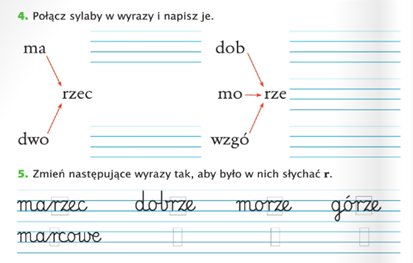 4. Połącz sylaby w wyrazy i napisz je.
ma dob
rzec mo rze
dwo wzgó
5. Zmień następujące wyrazy tak, aby było w nich słychać r.
marzec dobrze morze górze
marcowe